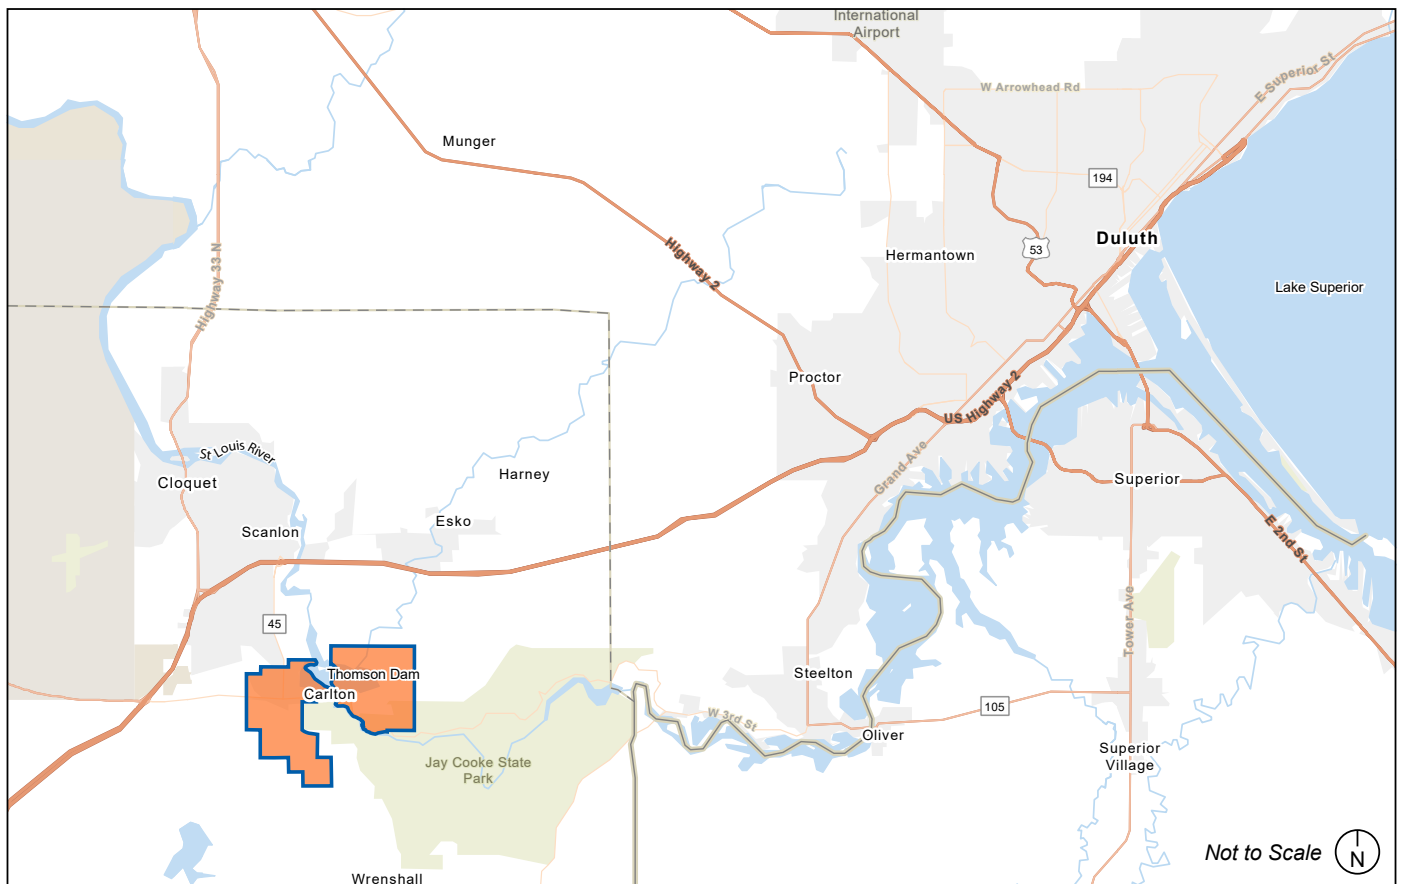 International
Airport
E Superior St
W Arrowhead Rd
Munger
194
Duluth
53
Hermantown
Highway 2
Highway 33 N
Lake Superior
Proctor
US Highway 2
St Louis River
Grand Ave
Harney
Cloquet
Superior
Esko
Scanlon
E 2nd St
45
Tower Ave
Thomson Dam
Steelton
Carlton
105
W 3rd St
Oliver
Jay Cooke State
Park
Superior
Village
Not to Scale
N
Wrenshall